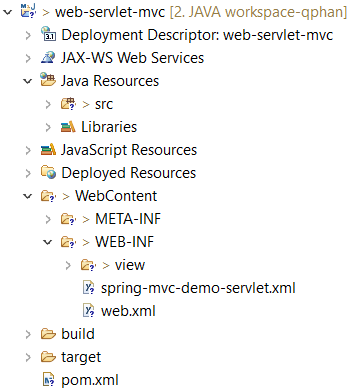 > web-servlet-mvc [2. JAVA workspace-qphan]
Deployment Descriptor: web-servlet-mvc
JAX-WS Web Services
Java Resources
> src
Libraries
JavaScript Resources
Deployed Resources
> WebContent
> META-INF
> WEB-INF
> view
spring-mvc-demo-servlet.xml
web.xml
build
target
pom.xml